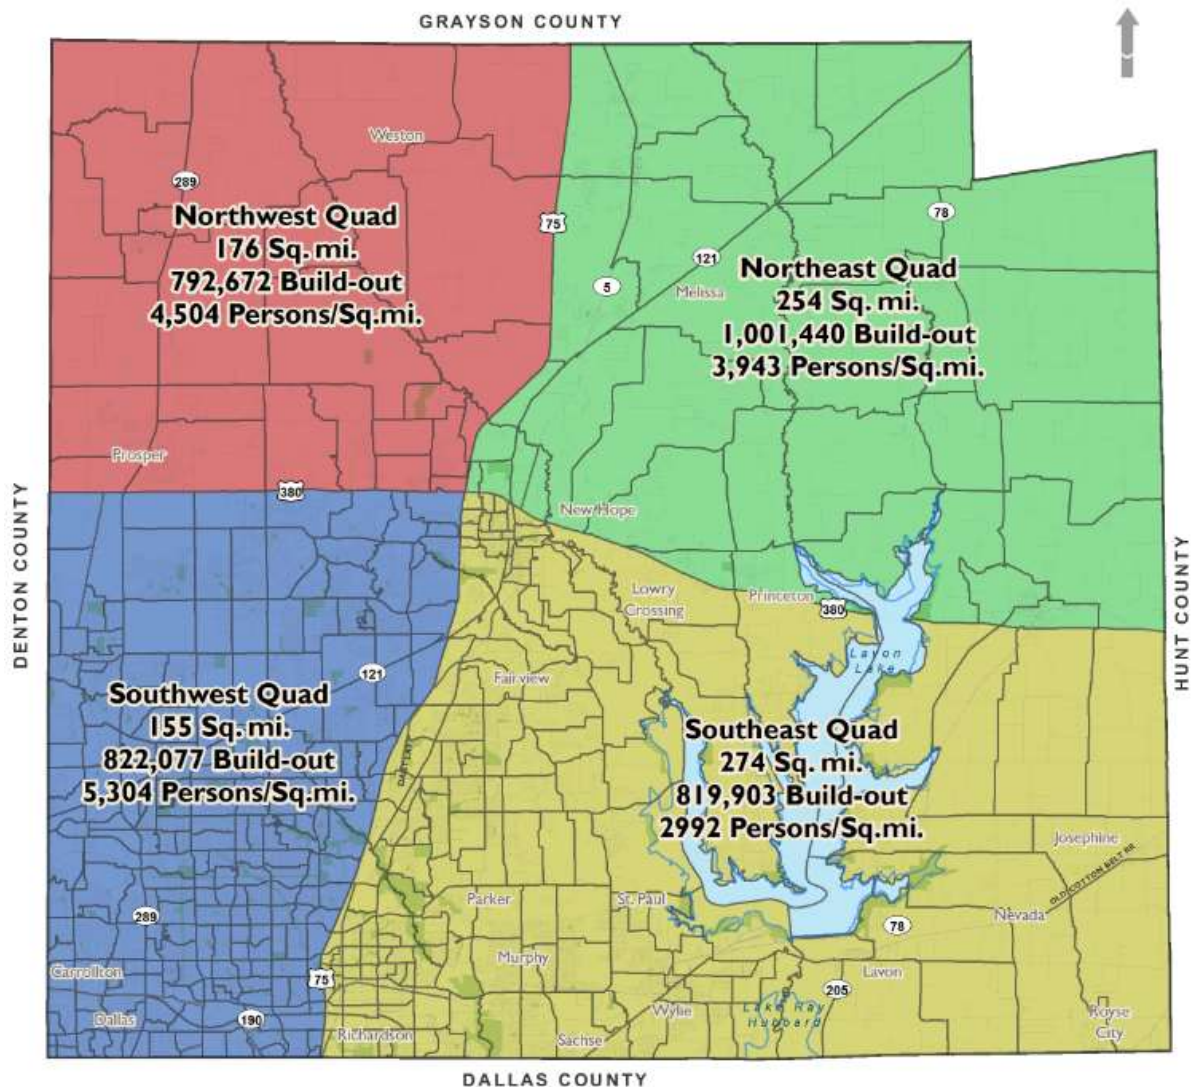 GRAYSON COUNTY
Weston
289
Northwest Quad
176 Sq. mi.
792,672 Build-out
4,504 Persons/Sq.mi.
75
78
121
5
Melissa
Northeast Quad
254 Sq. mi.
1,001,440 Build-out
3,943 Persons/Sq.mi.
Prosper
380
New Hope
DENTON COUNTY
HUNT COUNTY
Lowry
Crossing
Princeton
380
Lavon
Lake
121
Fairview
Southwest Quad
155 Sq. mi.
822,077 Build-out
5,304 Persons/Sq.mi.
Southeast Quad
274 Sq. mi.
819,903 Build-out
2992 Persons/Sq.mi.
Josephine
OLD COTTON BELT RR
289
Parker
St. Paul
Nevada
78
Murphy
Carrollton
75
Lavon
205
Dallas
190
Richardson
Sachse
Wylie
Lake Ray
Hubbard
Royse
City
DALLAS COUNTY